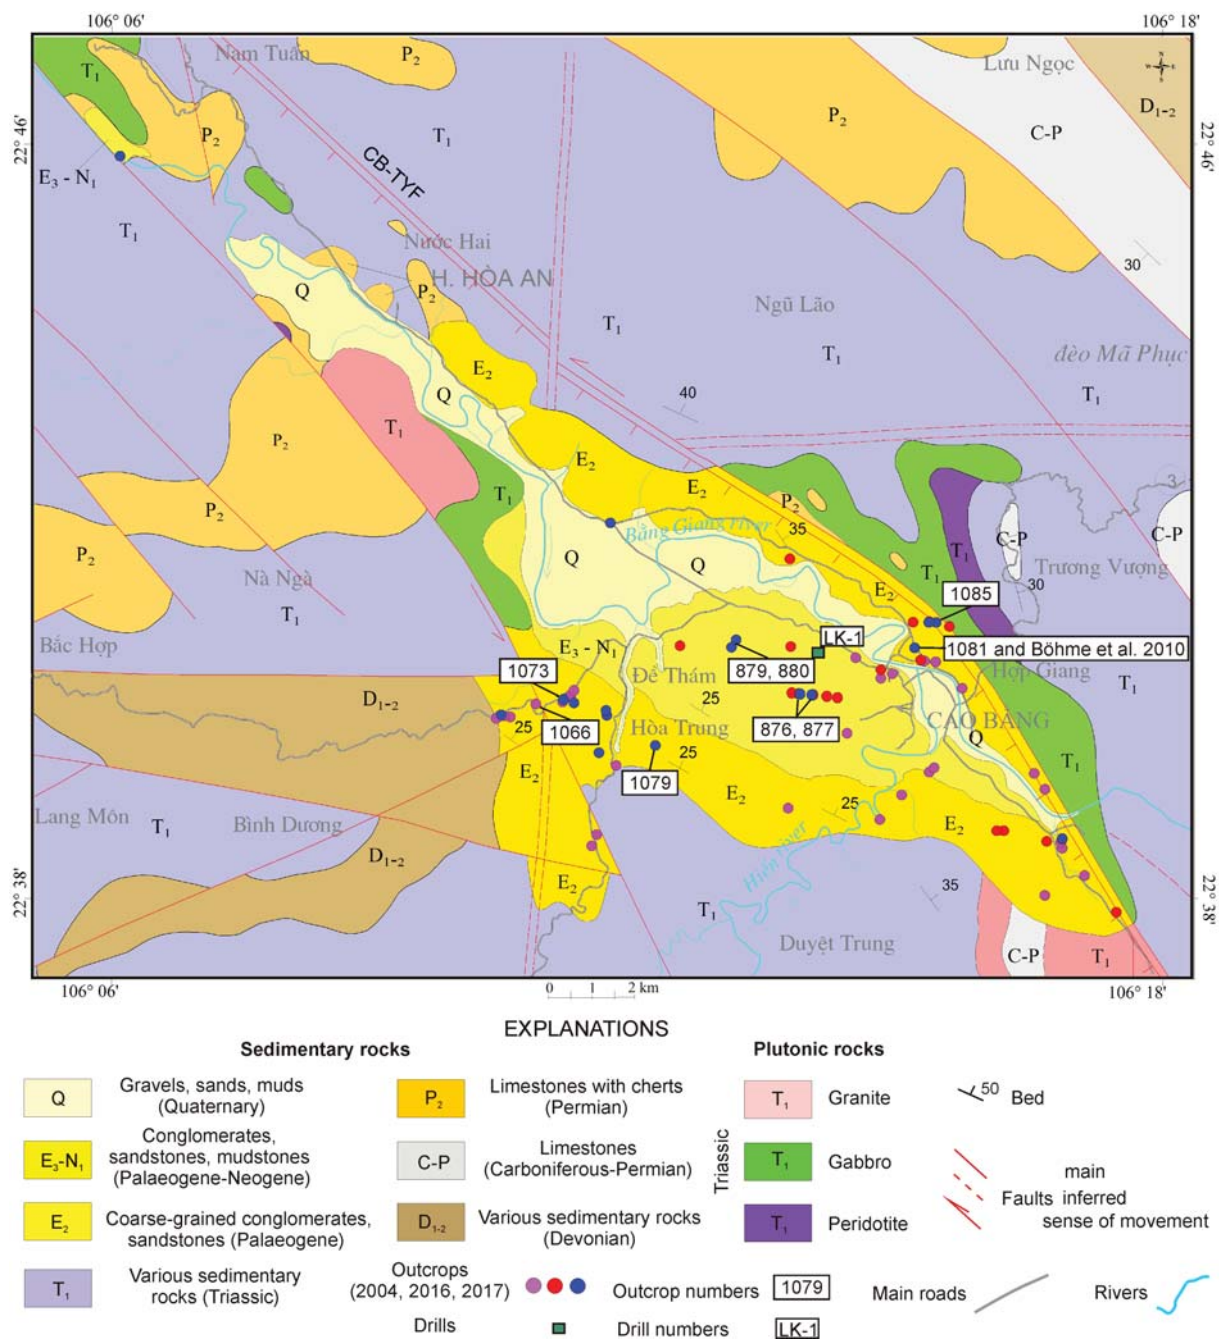 106° 06'
106° 18'
Nam Tuấn
P₂
Lưu Ngọc
T₁
D₁₋₂
P₂
P₂
T₁
C-P
22° 46'
22° 46'
CB-TYF
E₃ - N₁
T₁
Nước Hai
30
H. HÒA AN
Q
P₂
Ngũ Lão
T₁
T₁
đèo Mã Phục
E₂
Q
40
T₁
T₁
P₂
E₂
E₂
T₁
P₂
P₂
35
Bằng Giang river
C-P
C-P
T₁
P₂
Q
Q
T₁
Trương Vượng
Nà Ngà
E₂
30
1085
T₁
Bắc Hợp
E₃ - N₁
LK-1
1081 and Böhme et al. 2010
1073
Để Thám
879, 880
Hợp Giang
T₁
D₁₋₂
25
25
Hòa Trung
CAO BẰNG
1066
876, 877
Q
25
E₂
1079
E₂
T₁
25
Lang Môn
T₁
Bình Dương
E₂
D₁₋₂
Hiến river
E₂
35
22° 38'
22° 38'
T₁
Duyệt Trung
C-P
T₁
106° 06'
0 1 2 km
106° 18'
EXPLANATIONS
Sedimentary rocks
Plutonic rocks
Q
Gravels, sands, muds
(Quaternary)
P₂
Limestones with cherts
(Permian)
T₁
Granite
50
Bed
E₃-N₁
Conglomerates,
sandstones, mudstones
(Palaeogene-Neogene)
C-P
Limestones
(Carboniferous-Permian)
Triassic
T₁
Gabbro
main
Faults inferred
sense of movement
E₂
Coarse-grained conglomerates,
sandstones (Palaeogene)
D₁₋₂
Various sedimentary rocks
(Devonian)
T₁
Peridotite
T₁
Various sedimentary
rocks (Triassic)
Outcrops
(2004, 2016, 2017)
Outcrop numbers
1079
Main roads
Rivers
Drills
Drill numbers
LK-1